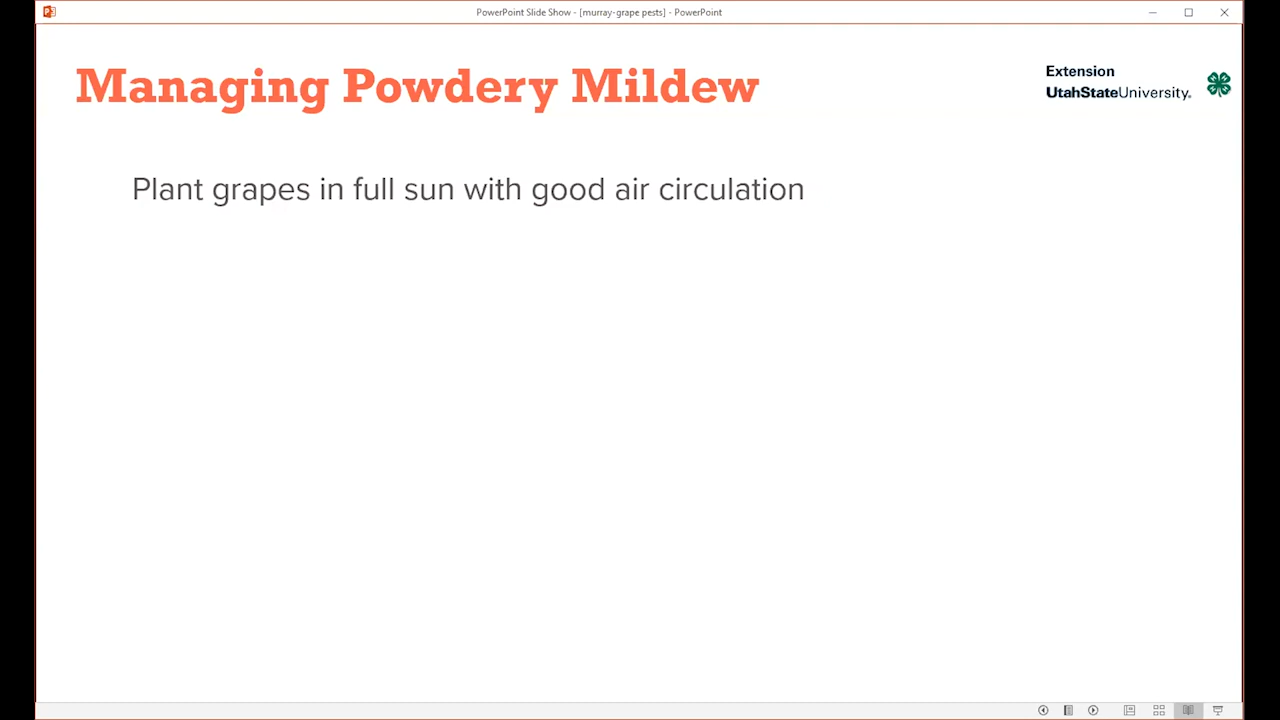 PowerPoint Slide Show - [murray-grape pests] - PowerPoint
Managing Powdery Mildew
Extension
UtahStateUniversity.
Plant grapes in full sun with good air circulation